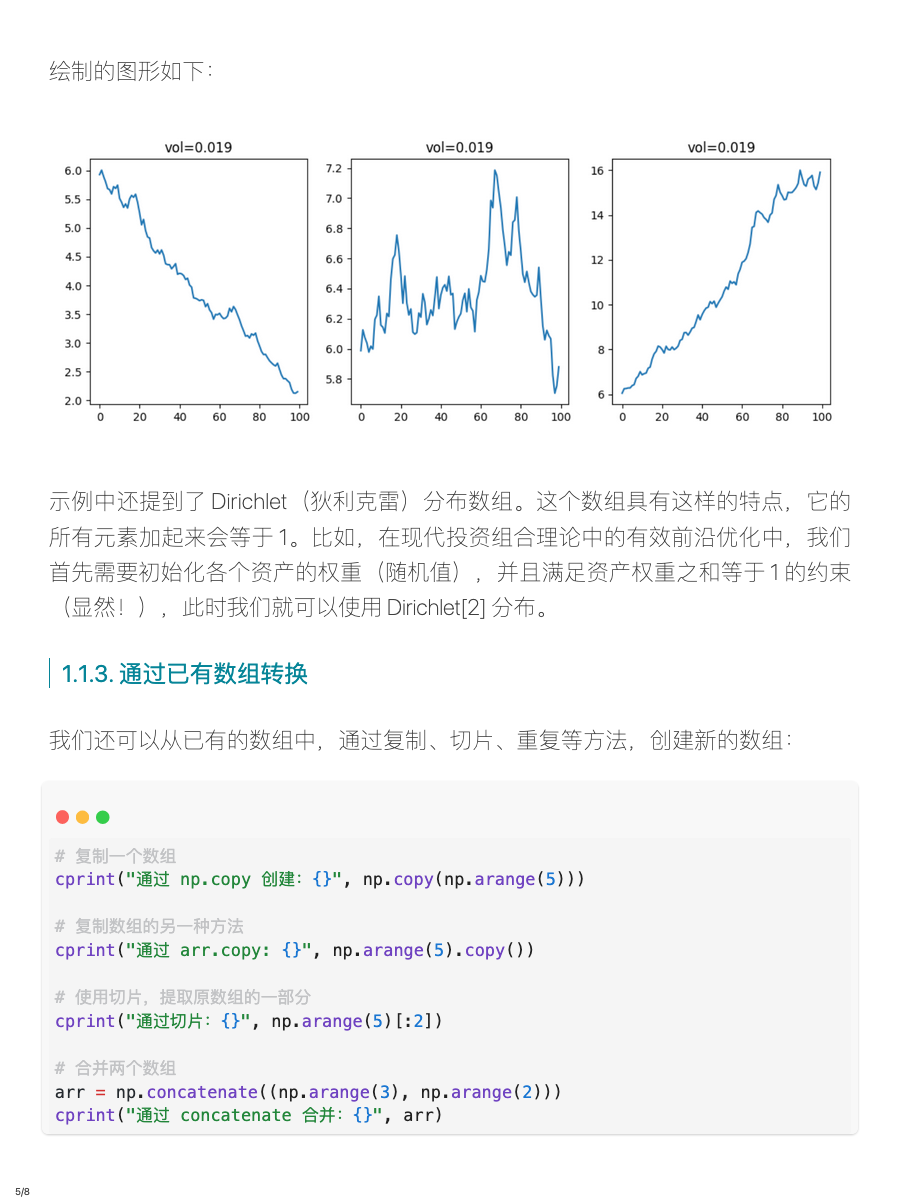 绘制的图形如下：
vol=0.019
vol=0.019
vol=0.019
6.0
5.5
5.0
4.5
4.0
3.5
3.0
2.5
2.0
0 20 40 60 80 100
7.2
7.0
6.8
6.6
6.4
6.2
6.0
5.8
0 20 40 60 80 100
16
14
12
10
8
6
0 20 40 60 80 100
示例中还提到了 Dirichlet（狄利克雷）分布数组。这个数组具有这样的特点，它的
所有元素加起来会等于 1。比如，在现代投资组合理论中的有效前沿优化中，我们
首先需要初始化各个资产的权重（随机值），并且满足资产权重之和等于 1 的约束
（显然！），此时我们就可以使用 Dirichlet[2] 分布。
1.1.3. 通过已有数组转换
我们还可以从已有的数组中，通过复制、切片、重复等方法，创建新的数组：
# 复制一个数组
cprint("通过 np.copy 创建：{}", np.copy(np.arange(5)))
# 复制数组的另一种方法
cprint("通过 arr.copy: {}", np.arange(5).copy())
# 使用切片，提取原数组的一部分
cprint("通过切片：{}", np.arange(5)[:2])
# 合并两个数组
arr = np.concatenate((np.arange(3), np.arange(2)))
cprint("通过 concatenate 合并：{}", arr)
5/8